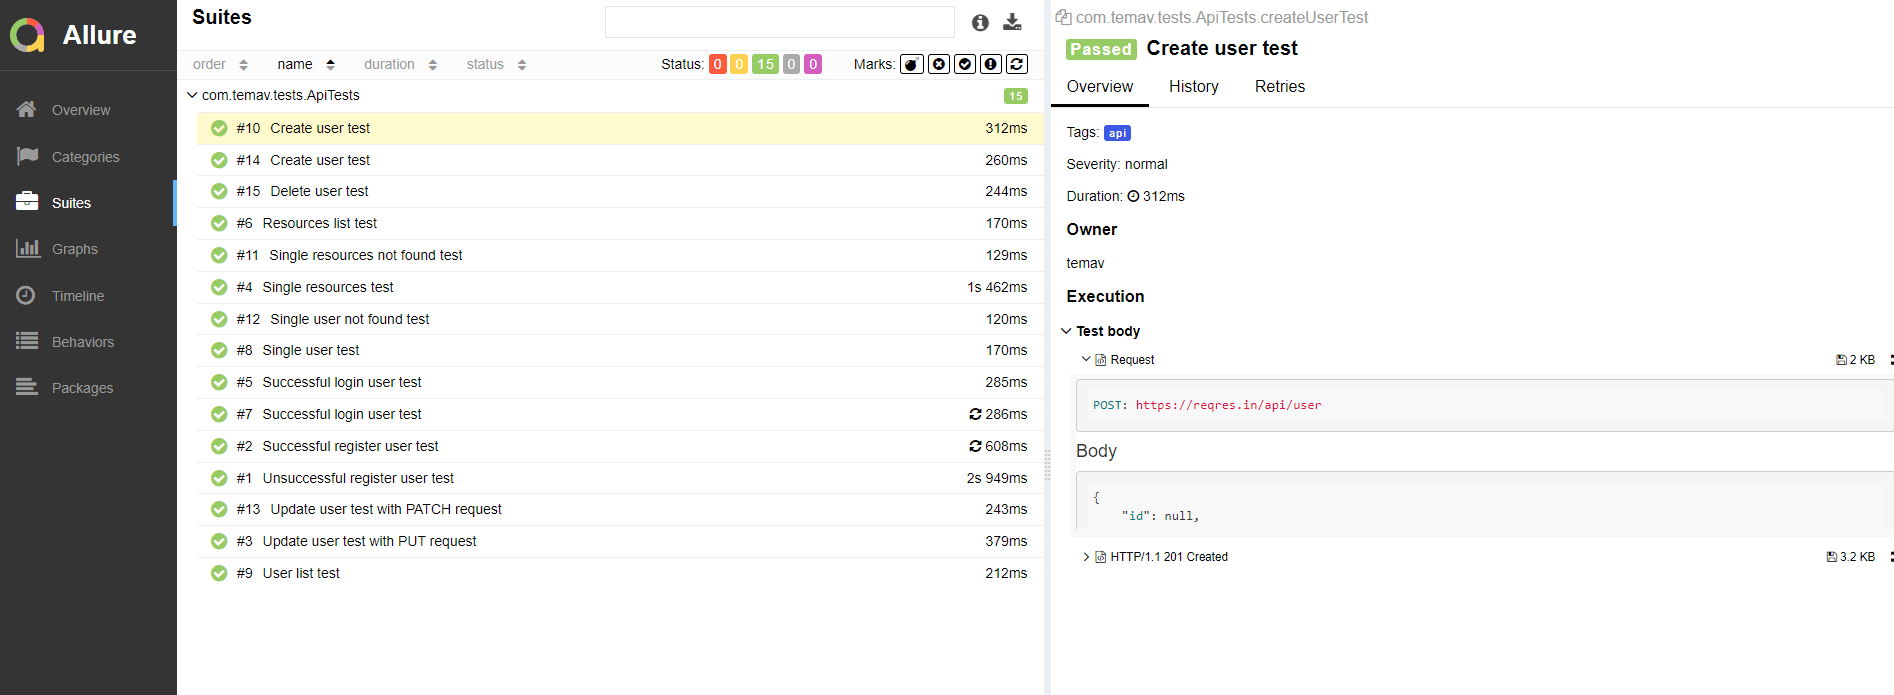 Allure
Overview
Categories
Suites
Graphs
Timeline
Behaviors
Packages
Suites
order name duration status Status: 0 0 15 0 0 Marks:
com.temav.tests.ApiTests 15
#10 Create user test 312ms
#14 Create user test 260ms
#15 Delete user test 244ms
#6 Resources list test 170ms
#11 Single resources not found test 129ms
#4 Single resources test 1s 462ms
#12 Single user not found test 120ms
#8 Single user test 170ms
#5 Successful login user test 285ms
#7 Successful login user test 286ms
#2 Successful register user test 608ms
#1 Unsuccessful register user test 2s 949ms
#13 Update user test with PATCH request 243ms
#3 Update user test with PUT request 379ms
#9 User list test 212ms
com.temav.tests.ApiTests.createUserTest
Passed Create user test
Overview History Retries
Tags: api
Severity: normal
Duration: 312ms
Owner
temav
Execution
Test body
Request 2 KB
POST: https://reqres.in/api/user
Body
{
"id": null,
HTTP/1.1 201 Created 3.2 KB